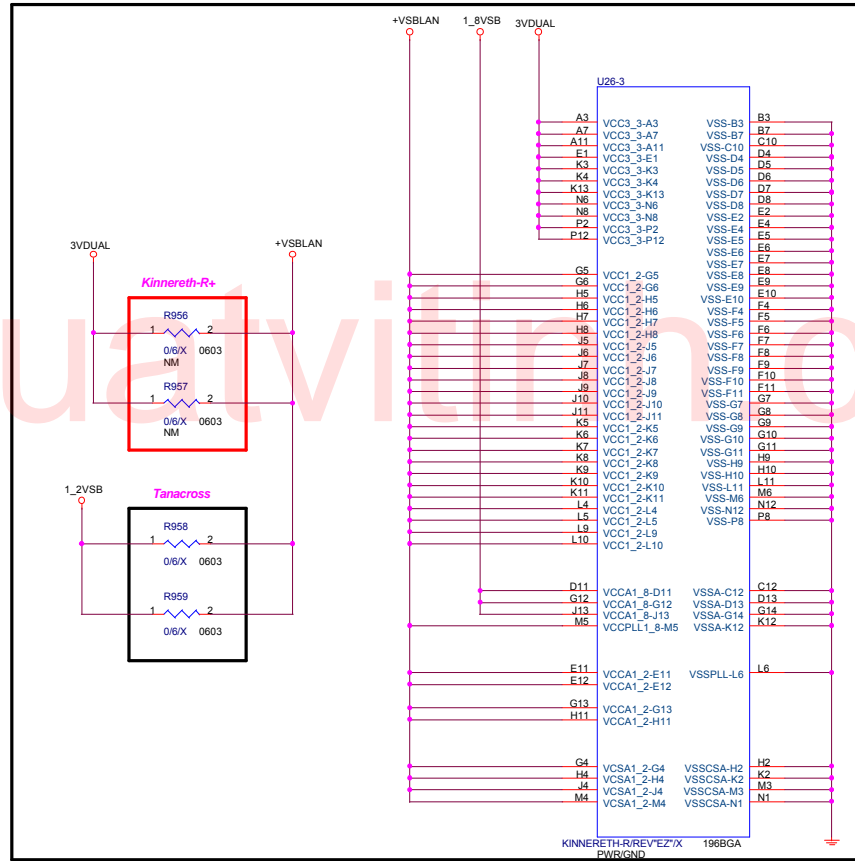 +VSBLAN 1_8VSB 3VDUAL
U26-3
A3 VCC3_3-A3 VSS-B3 B3
A7 VCC3_3-A7 VSS-B7 B7
A11 VCC3_3-A11 VSS-C10 C10
E1 VCC3_3-E1 VSS-D4 D4
K3 VCC3_3-K3 VSS-D5 D5
K4 VCC3_3-K4 VSS-D6 D6
K13 VCC3_3-K13 VSS-D7 D7
N6 VCC3_3-N6 VSS-D8 D8
N8 VCC3_3-N8 VSS-E2 E2
P2 VCC3_3-P2 VSS-E4 E4
P12 VCC3_3-P12 VSS-E5 E5
VSS-E6 E6
VSS-E7 E7
G5 VCC1_2-G5 VSS-E8 E8
G6 VCC1_2-G6 VSS-E9 E9
H5 VCC1_2-H5 VSS-E10 E10
H6 VCC1_2-H6 VSS-F4 F4
H7 VCC1_2-H7 VSS-F5 F5
H8 VCC1_2-H8 VSS-F6 F6
J5 VCC1_2-J5 VSS-F7 F7
J6 VCC1_2-J6 VSS-F8 F8
J7 VCC1_2-J7 VSS-F9 F9
J8 VCC1_2-J8 VSS-F10 F10
J9 VCC1_2-J9 VSS-F11 F11
J10 VCC1_2-J10 VSS-G7 G7
J11 VCC1_2-J11 VSS-G8 G8
K5 VCC1_2-K5 VSS-G9 G9
K6 VCC1_2-K6 VSS-G10 G10
K7 VCC1_2-K7 VSS-G11 G11
K8 VCC1_2-K8 VSS-H9 H9
K9 VCC1_2-K9 VSS-H10 H10
K10 VCC1_2-K10 VSS-L11 L11
K11 VCC1_2-K11 VSS-M6 M6
L4 VCC1_2-L4 VSS-N12 N12
L5 VCC1_2-L5 VSS-P8 P8
L9 VCC1_2-L9
L10 VCC1_2-L10
D11 VCCA1_8-D11 VSSA-C12 C12
G12 VCCA1_8-G12 VSSA-D13 D13
J13 VCCA1_8-J13 VSSA-G14 G14
M5 VCCPLL1_8-M5 VSSA-K12 K12
E11 VCCA1_2-E11 VSSPLL-L6 L6
E12 VCCA1_2-E12
G13 VCCA1_2-G13
H11 VCCA1_2-H11
G4 VCSA1_2-G4 VSSCSA-H2 H2
H4 VCSA1_2-H4 VSSCSA-K2 K2
J4 VCSA1_2-J4 VSSCSA-M3 M3
M4 VCSA1_2-M4 VSSCSA-N1 N1
KINNERETH-R/REV"EZ"/X 196BGA
PWR/GND
3VDUAL +VSBLAN
Kinnereth-R+
R956
1 2
0/6/X 0603
NM
R957
1 2
0/6/X 0603
NM
1_2VSB
Tanacross
R958
1 2
0/6/X 0603
R959
1 2
0/6/X 0603
uatvitinh.c